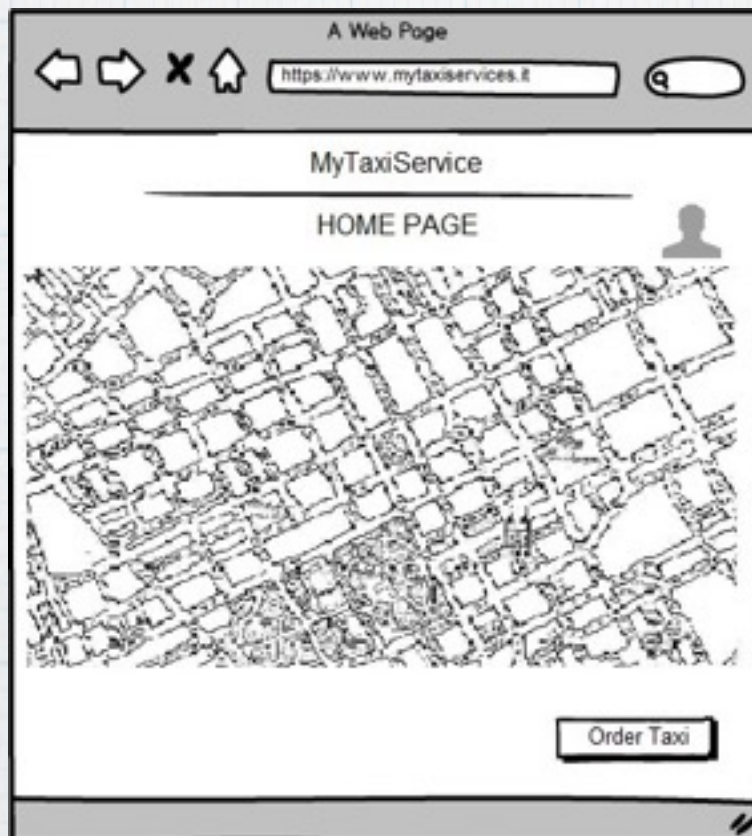 A Web Page
https://www.mytaxiservices.it
MyTaxiService
HOME PAGE
Order Taxi